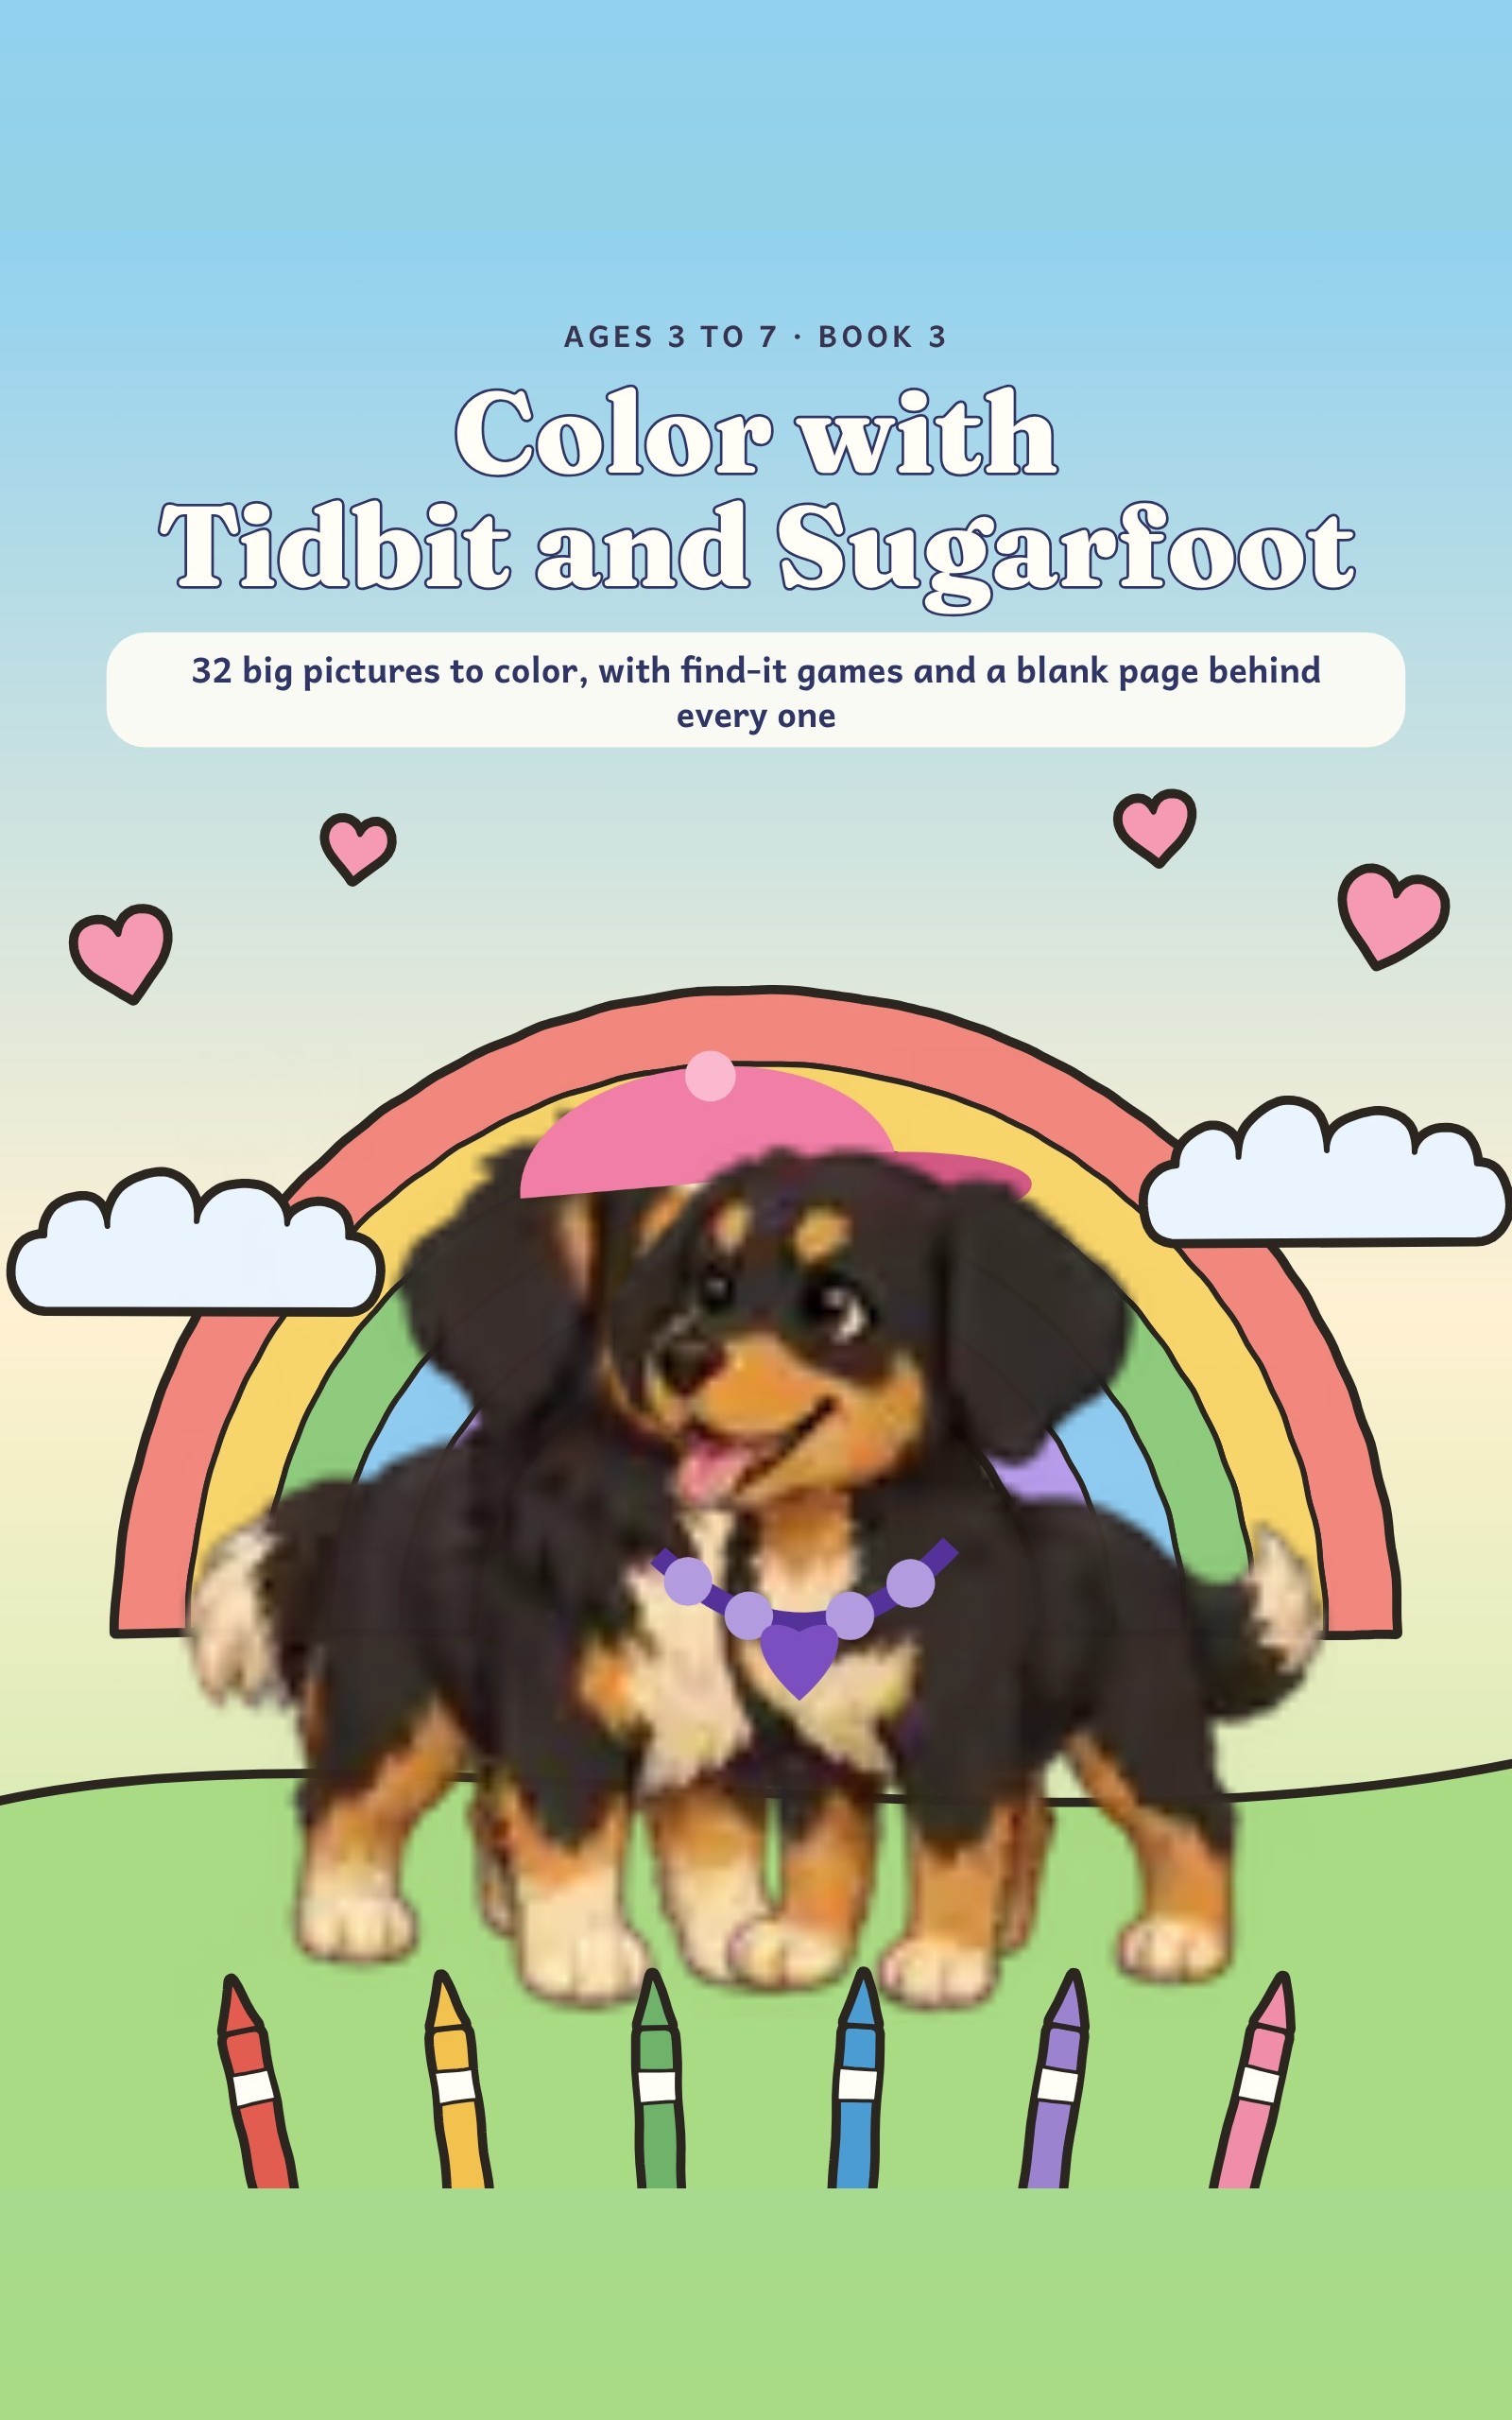 AGES 3 TO 7 · BOOK 3
Color with
Tidbit and Sugarfoot
32 big pictures to color, with find-it games and a blank page behind
every one